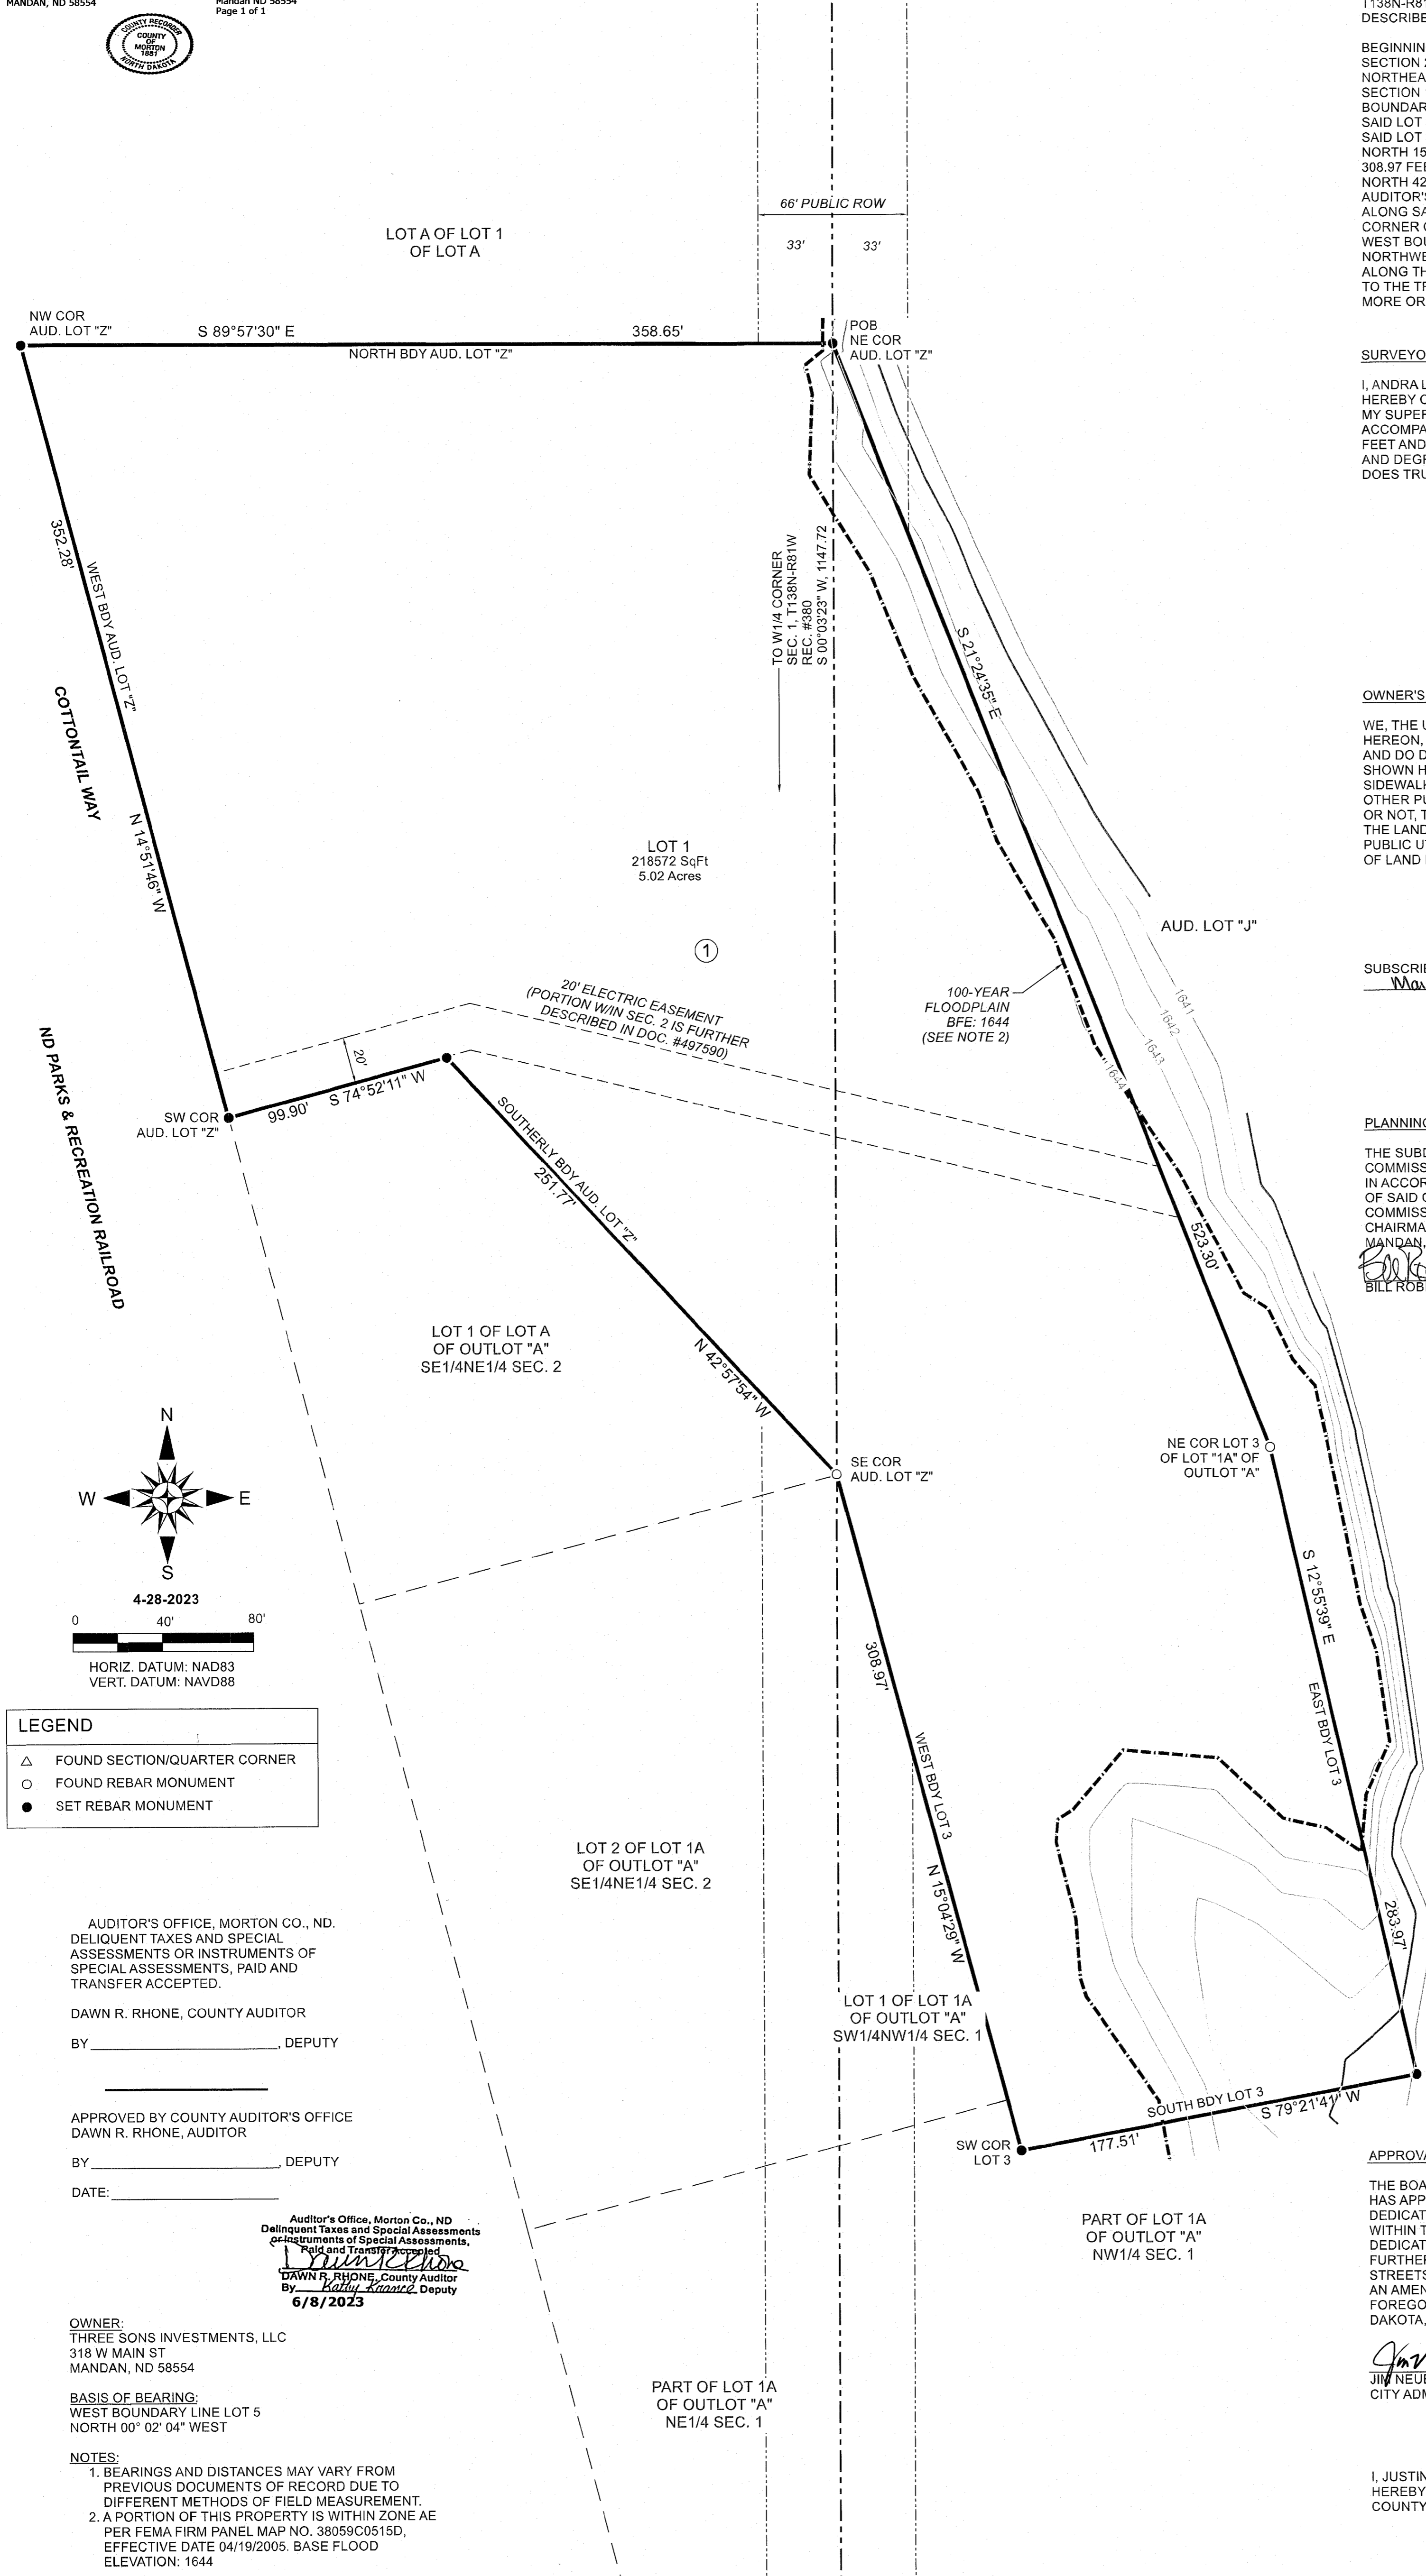 MANDAN, ND 58554
Mandan ND 58554
Page 1 of 1
COUNTY RECORDER
COUNTY
OF
MORTON
1881
NORTH DAKOTA
T138N-R81
DESCRIBE
BEGINNIN
SECTION
NORTHEA
SECTION
BOUNDAR
SAID LOT
SAID LOT
NORTH 15
308.97 FEE
NORTH 42
AUDITOR'S
ALONG SA
CORNER O
WEST BOU
NORTHWE
ALONG TH
TO THE TR
MORE OR
66' PUBLIC ROW
33'
33'
LOT A OF LOT 1
OF LOT A
NW COR
AUD. LOT "Z"
S 89°57'30" E
358.65'
NORTH BDY AUD. LOT "Z"
POB
NE COR
AUD. LOT "Z"
SURVEYO
I, ANDRA L
HEREBY C
MY SUPER
ACCOMPA
FEET AND
AND DEGR
DOES TRU
352.28'
WEST BDY AUD. LOT "Z"
N 14°51'46" W
COTTONTAIL WAY
TO W1/4 CORNER
SEC. 1, T138N-R81W
REC. #380
S 00°03'23" W, 1147.72
S 21°24'35" E
OWNER'S
WE, THE U
HEREON,
AND DO D
SHOWN H
SIDEWALK
OTHER PU
OR NOT, T
THE LAND
PUBLIC UT
OF LAND
LOT 1
218572 SqFt
5.02 Acres
1
AUD. LOT "J"
20' ELECTRIC EASEMENT
(PORTION W/IN SEC. 2 IS FURTHER
DESCRIBED IN DOC. #497590)
100-YEAR
FLOODPLAIN
BFE: 1644
(SEE NOTE 2)
1641
1642
1643
1644
SUBSCRIB
ND PARKS & RECREATION RAILROAD
20'
SW COR
AUD. LOT "Z"
99.90'
S 74°52'11" W
SOUTHERLY BDY AUD. LOT "Z"
251.77'
N 42°57'54" W
523.30'
PLANNING
THE SUBD
COMMISS
IN ACCOR
OF SAID C
COMMISS
CHAIRMA
MANDAN,
BILL ROB
LOT 1 OF LOT A
OF OUTLOT "A"
SE1/4NE1/4 SEC. 2
NE COR LOT 3
OF LOT "1A" OF
OUTLOT "A"
SE COR
AUD. LOT "Z"
N
W
E
S
4-28-2023
0
40'
80'
HORIZ. DATUM: NAD83
VERT. DATUM: NAVD88
S 12°55'39" E
EAST BDY LOT 3
283.97'
308.97'
WEST BDY LOT 3
N 15°04'29" W
LEGEND
FOUND SECTION/QUARTER CORNER
FOUND REBAR MONUMENT
SET REBAR MONUMENT
LOT 2 OF LOT 1A
OF OUTLOT "A"
SE1/4NE1/4 SEC. 2
LOT 1 OF LOT 1A
OF OUTLOT "A"
SW1/4NW1/4 SEC. 1
AUDITOR'S OFFICE, MORTON CO., ND.
DELIQUENT TAXES AND SPECIAL
ASSESSMENTS OR INSTRUMENTS OF
SPECIAL ASSESSMENTS, PAID AND
TRANSFER ACCEPTED.
DAWN R. RHONE, COUNTY AUDITOR
BY , DEPUTY
SOUTH BDY LOT 3
S 79°21'41" W
177.51'
SW COR
LOT 3
APPROVED BY COUNTY AUDITOR'S OFFICE
DAWN R. RHONE, AUDITOR
BY , DEPUTY
DATE:
Auditor's Office, Morton Co., ND
Delinquent Taxes and Special Assessments
or Instruments of Special Assessments,
Paid and Transfer Accepted
Dawn R Rhone
DAWN R. RHONE, County Auditor
By Kathy Deputy
6/8/2023
PART OF LOT 1A
OF OUTLOT "A"
NW1/4 SEC. 1
APPROVA
THE BOA
HAS APP
DEDICAT
WITHIN T
DEDICAT
FURTHER
STREETS
AN AMEN
FOREGO
DAKOTA,
JIM NEUB
CITY ADM
OWNER:
THREE SONS INVESTMENTS, LLC
318 W MAIN ST
MANDAN, ND 58554
BASIS OF BEARING:
WEST BOUNDARY LINE LOT 5
NORTH 00° 02' 04" WEST
PART OF LOT 1A
OF OUTLOT "A"
NE1/4 SEC. 1
NOTES:
1. BEARINGS AND DISTANCES MAY VARY FROM
PREVIOUS DOCUMENTS OF RECORD DUE TO
DIFFERENT METHODS OF FIELD MEASUREMENT.
2. A PORTION OF THIS PROPERTY IS WITHIN ZONE AE
PER FEMA FIRM PANEL MAP NO. 38059C0515D,
EFFECTIVE DATE 04/19/2005. BASE FLOOD
ELEVATION: 1644
I, JUSTIN
HEREBY
COUNTY